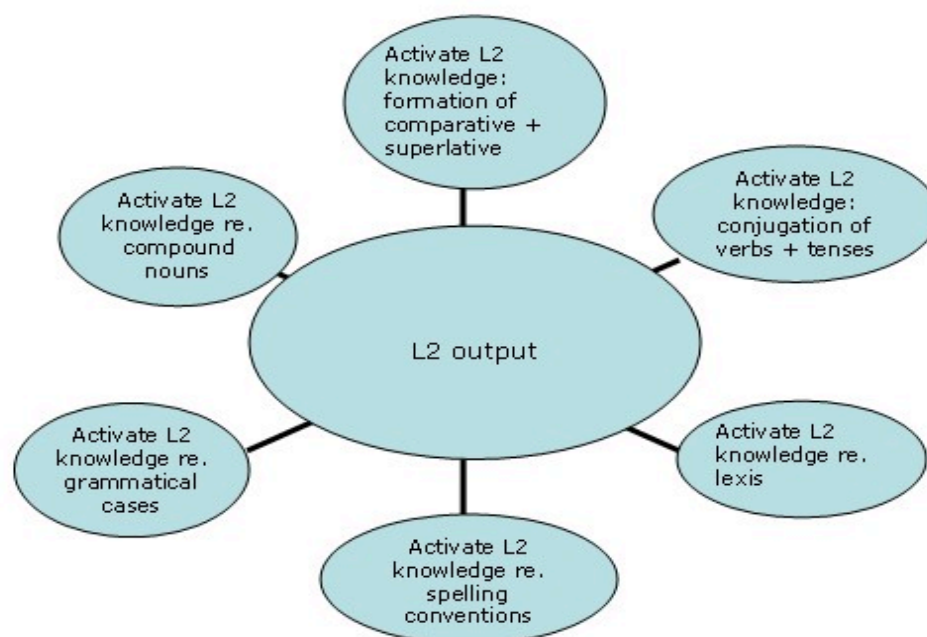 Activate L2
knowledge:
formation of
comparative +
superlative
Activate L2
knowledge:
conjugation of
verbs + tenses
Activate L2
knowledge re.
compound
nouns
L2 output
Activate L2
knowledge re.
grammatical
cases
Activate L2
knowledge re.
lexis
Activate L2
knowledge re.
spelling
conventions